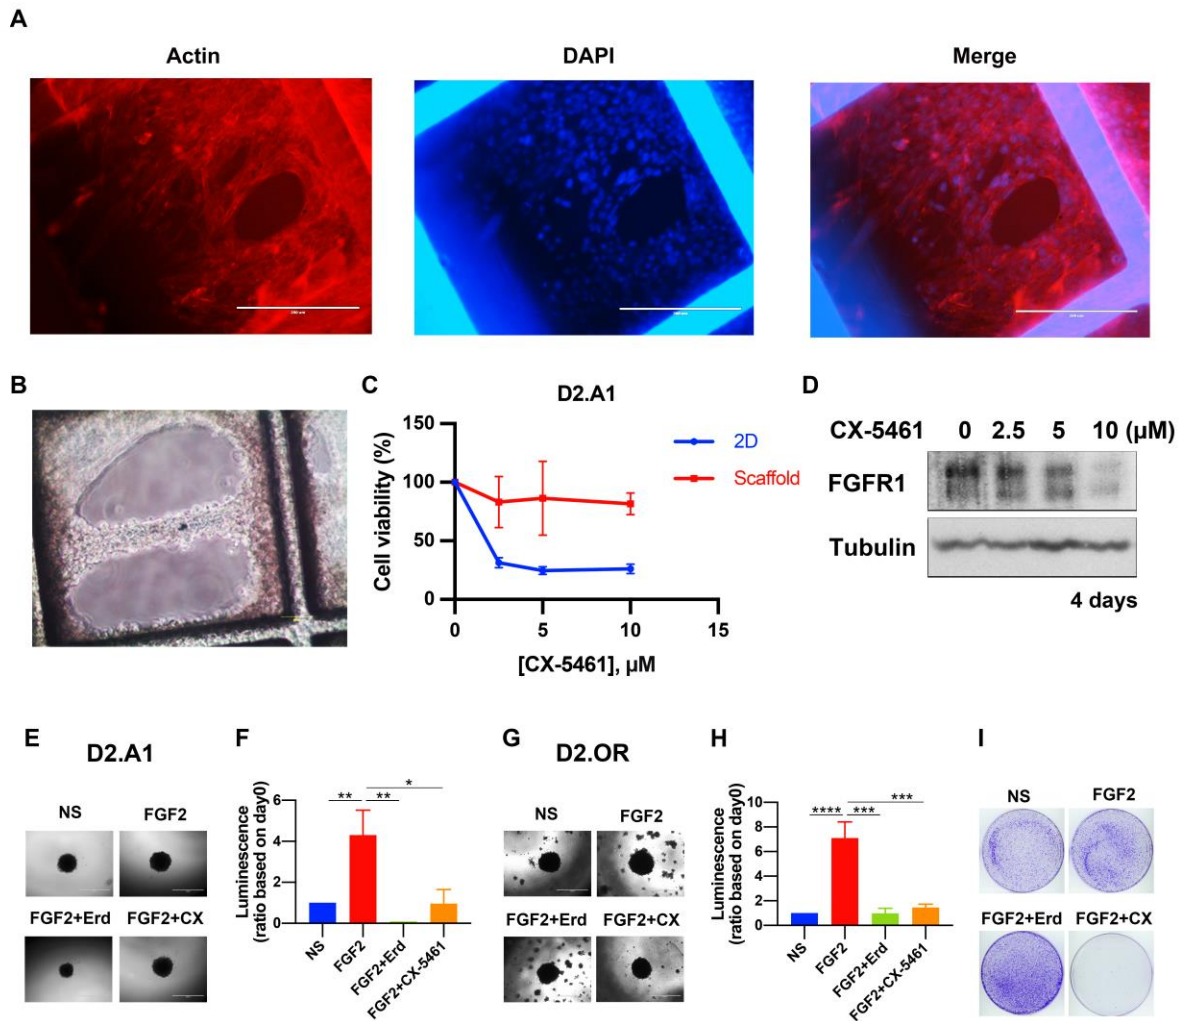 A
Actin DAPI Merge
B
C
D2.A1
Cell viability (%)
150
100
50
0
0 5 10 15
[CX-5461], µM
2D
Scaffold
D
CX-5461 0 2.5 5 10 (µM)
FGFR1
Tubulin
4 days
E
D2.A1
NS FGF2
FGF2+Erd FGF2+CX
F
Luminescence
(ratio based on day0)
6
4
2
0
*
** **
NS
FGF2
FGF2+Erd
FGF2+CX-5461
G
D2.OR
NS FGF2
FGF2+Erd FGF2+CX
H
Luminescence
(ratio based on day0)
10
8
6
4
2
0
***
**** ***
NS
FGF2
FGF2+Erd
FGF2+CX-5461
I
NS FGF2
FGF2+Erd FGF2+CX